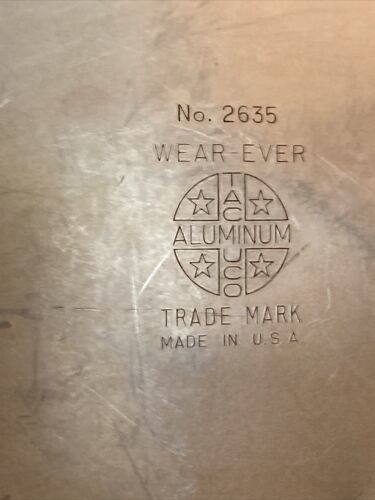 No. 2635
WEAR-EVER
TACUCO
ALUMINUM
TRADE MARK
MADE IN U.S.A